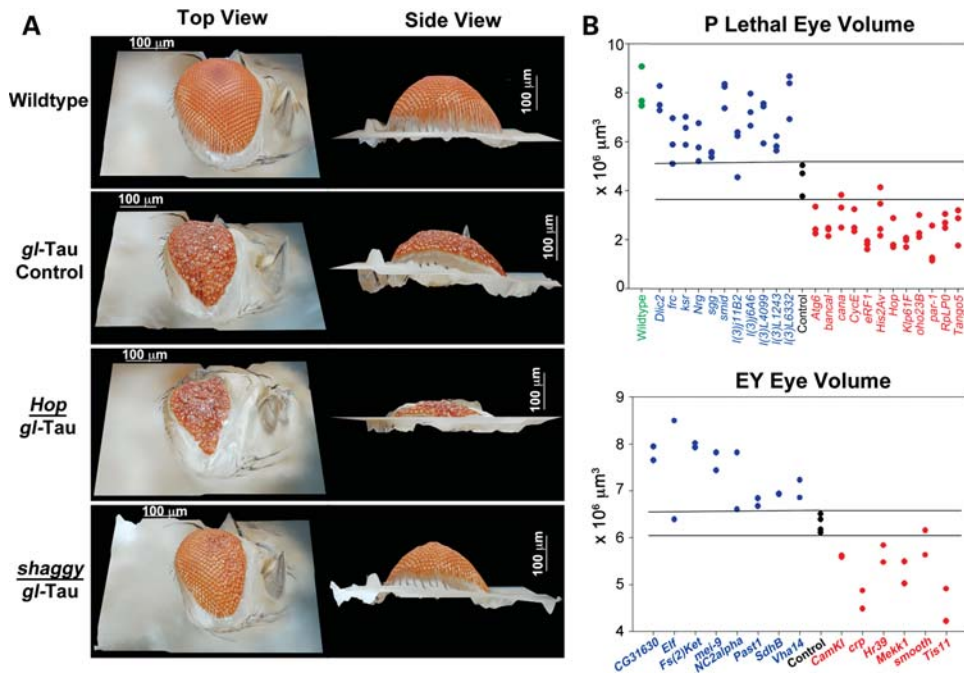 A
Top View
Side View
Wildtype
100 μm
100 μm
gl-Tau
Control
100 μm
100 μm
Hop
gl-Tau
100 μm
100 μm
shaggy
gl-Tau
100 μm
100 μm
B
P Lethal Eye Volume
x 10⁶ μm³
10
8
6
4
2
0
Wildtype
Dlic2
frc
ksr
Nrg
sgg
smid
l(3)j11B2
l(3)j6A6
l(3)L4099
l(3)L1243
l(3)L6332
Control
Atg6
bancal
cana
CycE
eRF1
His2Av
Hop
Klp61F
oho23B
par-1
RpLP0
Tango5
EY Eye Volume
x 10⁶ μm³
9
8
7
6
5
4
CG31630
Elf
Fs(2)Ket
mei-9
NC2alpha
Past1
SdhB
Vha14
Control
CamKI
crp
Hr39
Mekk1
smooth
Tis11